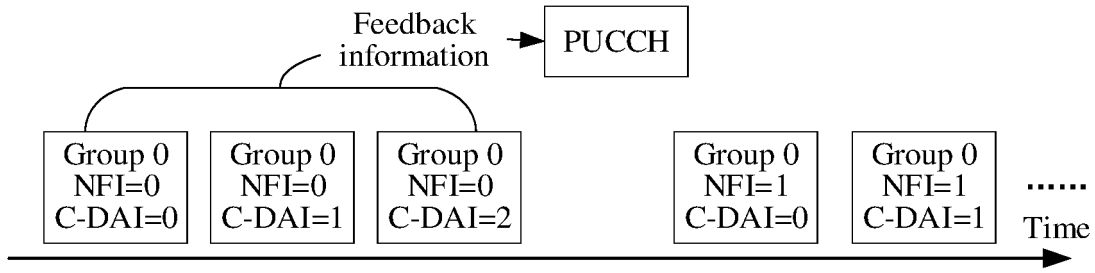 Feedback
information
PUCCH
Group 0
NFI=0
C-DAI=0
Group 0
NFI=0
C-DAI=1
Group 0
NFI=0
C-DAI=2
Group 0
NFI=1
C-DAI=0
Group 0
NFI=1
C-DAI=1
......
Time